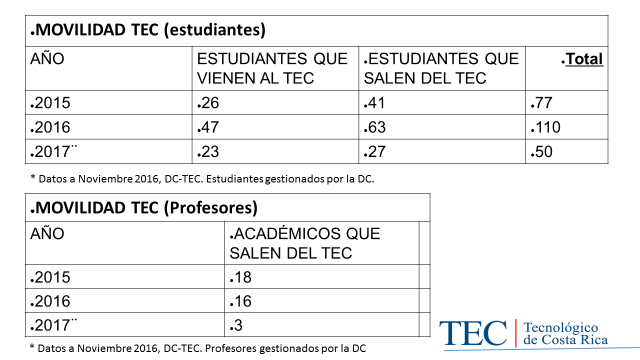 .MOVILIDAD TEC (estudiantes)
AÑO ESTUDIANTES QUE VIENEN AL TEC .ESTUDIANTES QUE SALEN DEL TEC .Total
.2015 .26 .41 .77
.2016 .47 .63 .110
.2017¨ .23 .27 .50
* Datos a Noviembre 2016, DC-TEC. Estudiantes gestionados por la DC.
.MOVILIDAD TEC (Profesores)
AÑO .ACADÉMICOS QUE SALEN DEL TEC
.2015 .18
.2016 .16
.2017¨ .3
* Datos a Noviembre 2016, DC-TEC. Profesores gestionados por la DC
TEC | Tecnológico
de Costa Rica